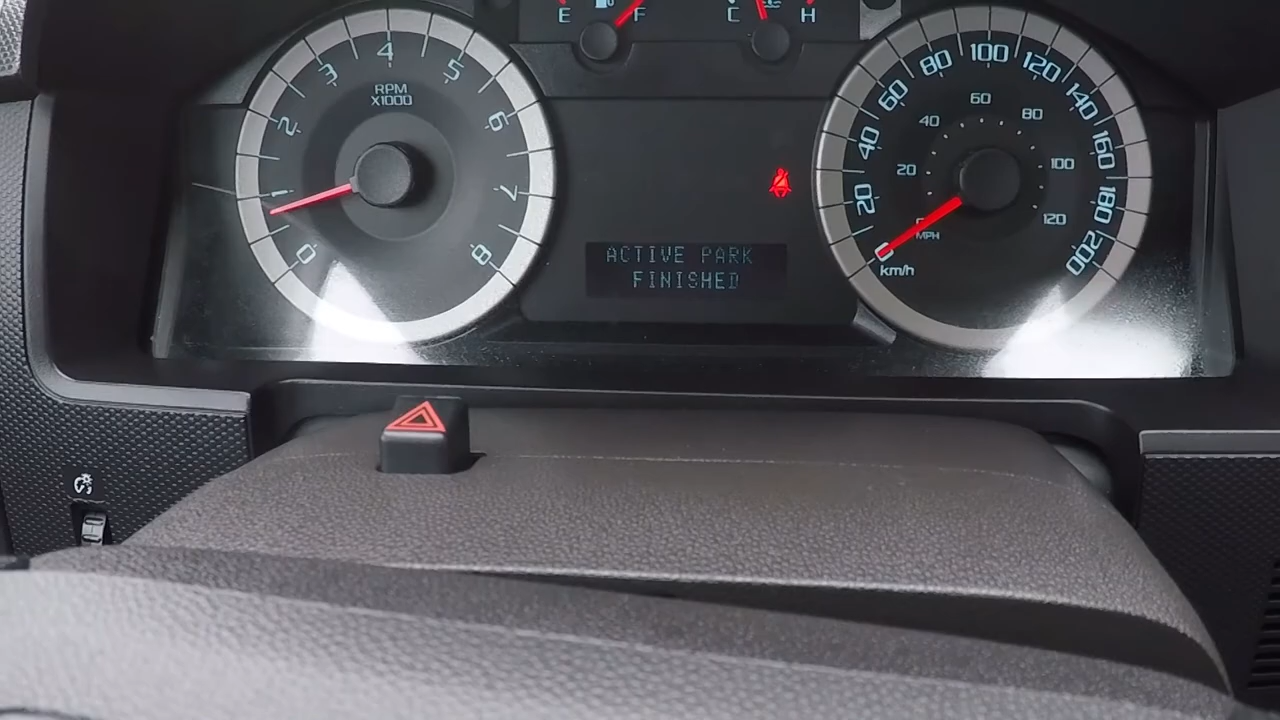 E F
C H
RPM
X1000
0 1 2 3 4 5 6 7 8
ACTIVE PARK
FINISHED
0 20 40 60 80 100 120 140 160 180 200
20 40 60 80 100 120
MPH
km/h